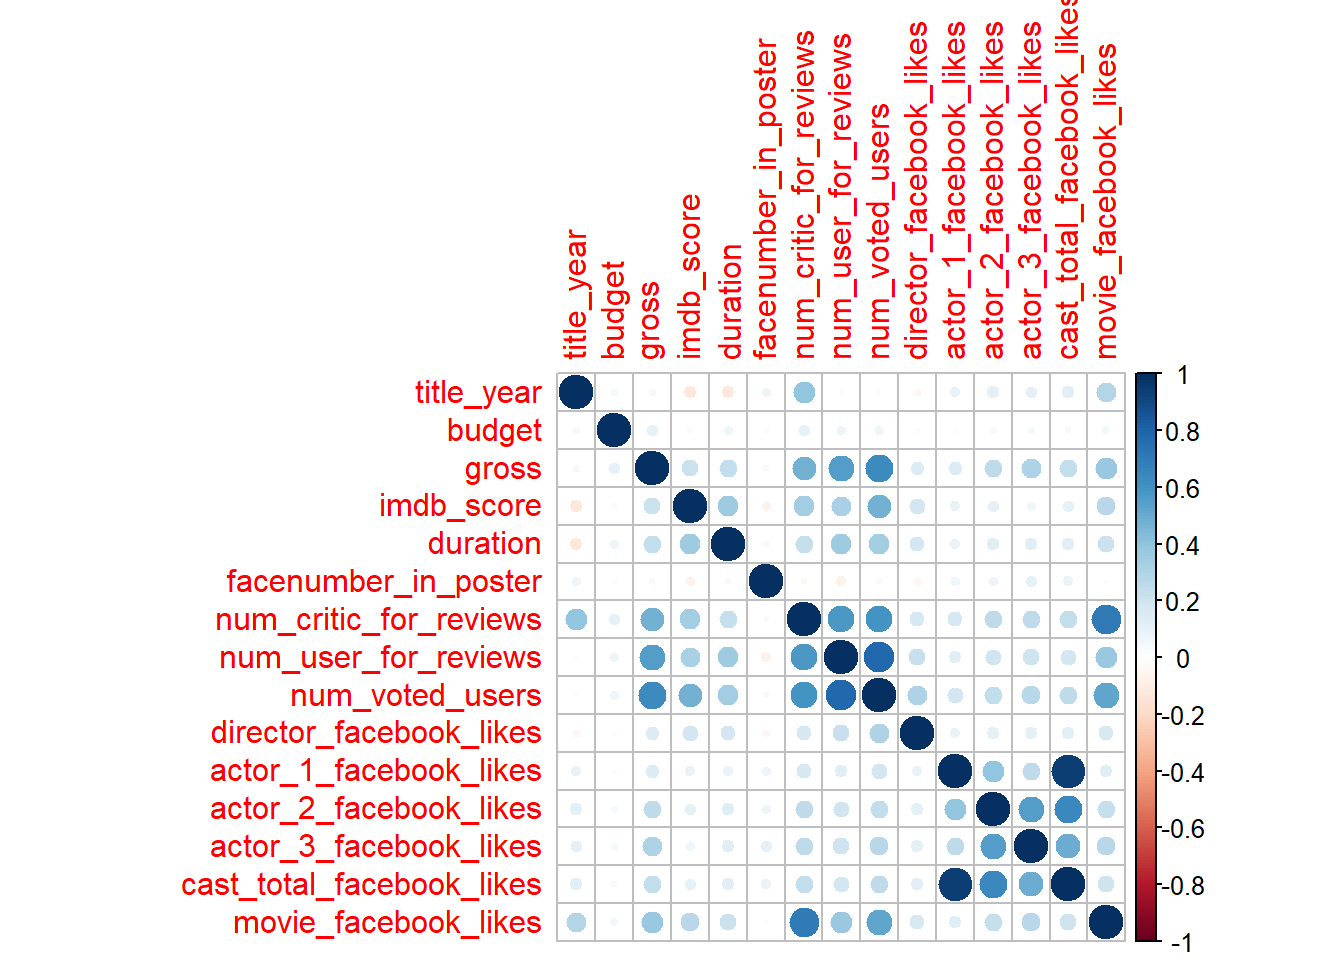 title_year
budget
gross
imdb_score
duration
facenumber_in_poster
num_critic_for_reviews
num_user_for_reviews
num_voted_users
director_facebook_likes
actor_1_facebook_likes
actor_2_facebook_likes
actor_3_facebook_likes
cast_total_facebook_likes
movie_facebook_likes
title_year
budget
gross
imdb_score
duration
facenumber_in_poster
num_critic_for_reviews
num_user_for_reviews
num_voted_users
director_facebook_likes
actor_1_facebook_likes
actor_2_facebook_likes
actor_3_facebook_likes
cast_total_facebook_likes
movie_facebook_likes
1
0.8
0.6
0.4
0.2
0
-0.2
-0.4
-0.6
-0.8
-1